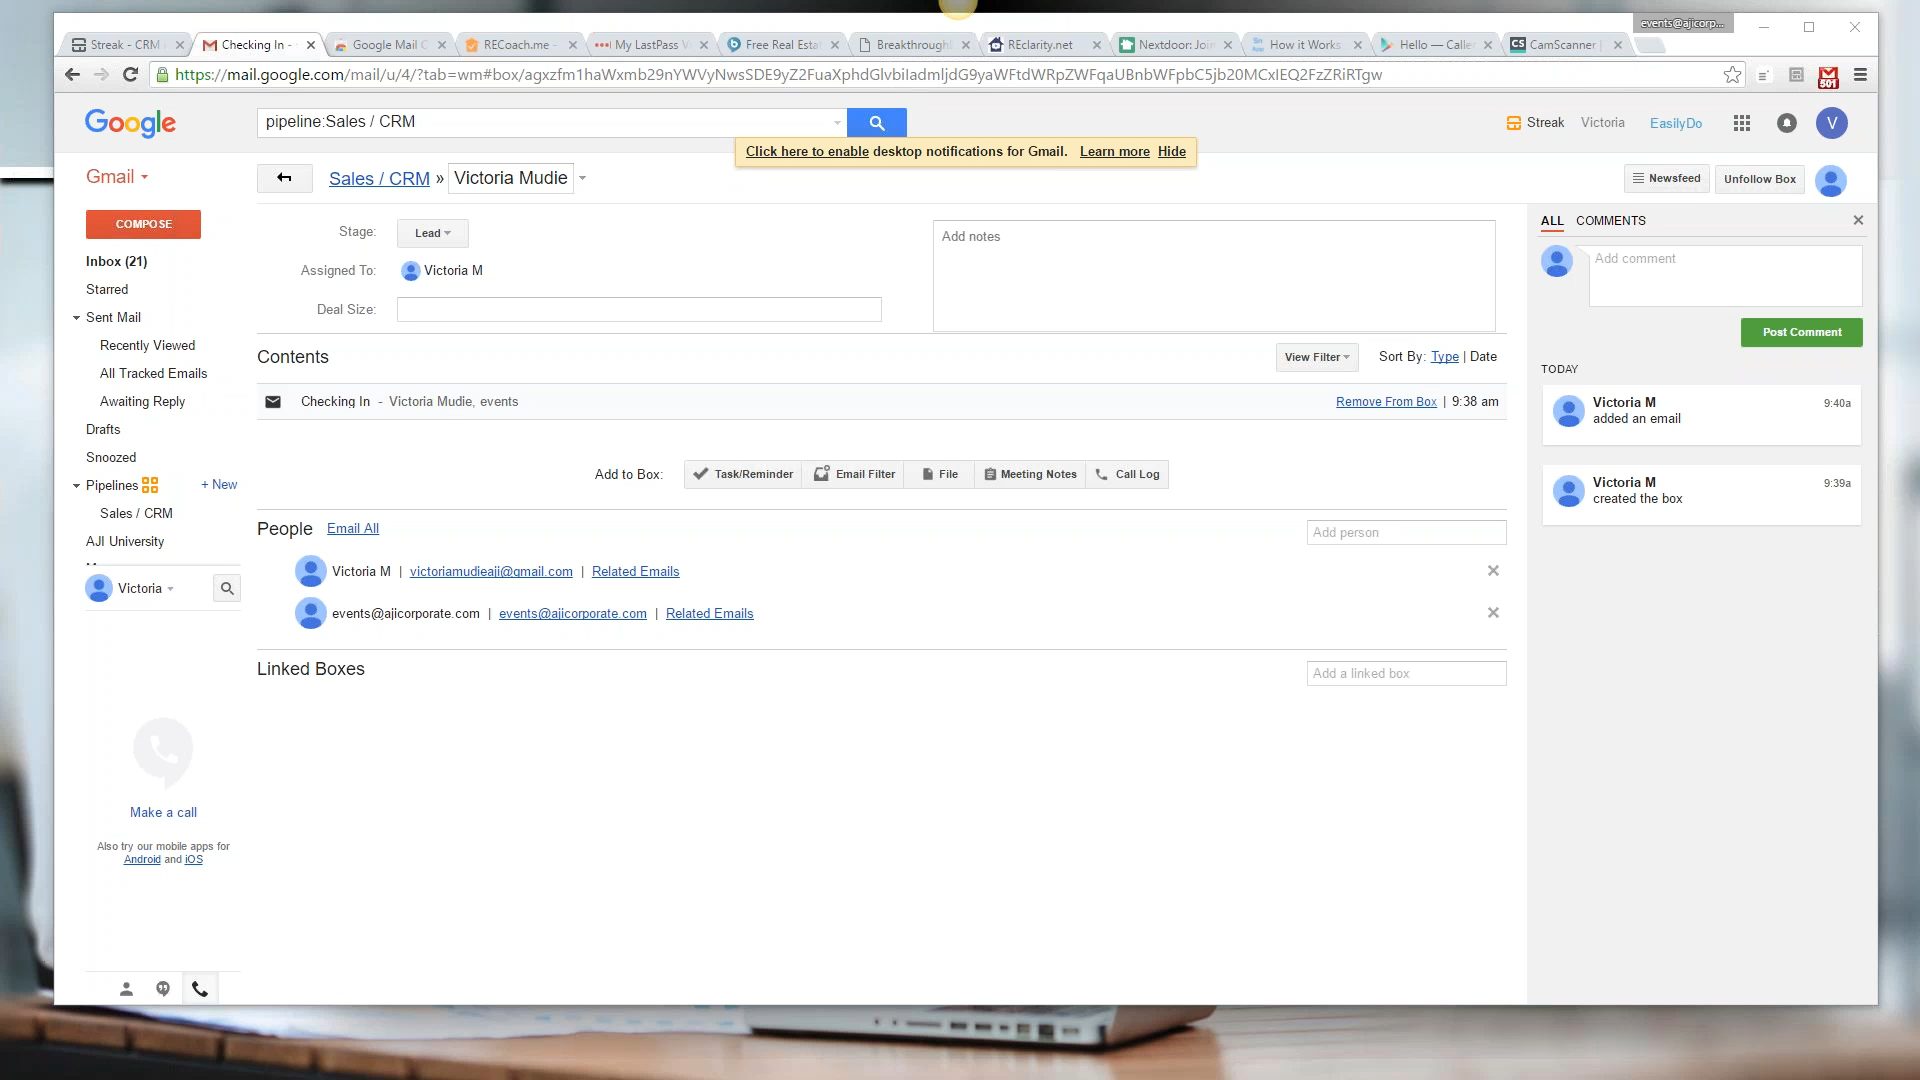 events@ajicorp...
Streak - CRM
Checking In -
Google Mail C
RECoach.me -
My LastPass V
Free Real Esta
Breakthrough
REclarity.net
Nextdoor: Join
How it Works
Hello — Caller
CamScanner |
https://mail.google.com/mail/u/4/?tab=wm#box/agxzfm1haWxmb29nYWVyNwsSDE9yZ2FuaXphdGlvbiIadmljdG9yaWFtdWRpZWFqaUBnbWFpbC5jb20MCxIEQ2FzZRiRTgw
Google
pipeline:Sales / CRM
Streak
Victoria
EasilyDo
V
Click here to enable desktop notifications for Gmail. Learn more Hide
Gmail
Sales / CRM » Victoria Mudie
Newsfeed
Unfollow Box
COMPOSE
Inbox (21)
Starred
Sent Mail
Recently Viewed
All Tracked Emails
Awaiting Reply
Drafts
Snoozed
Pipelines
+ New
Sales / CRM
AJI University
Victoria
Make a call
Also try our mobile apps for
Android and iOS
Stage: Lead
Assigned To: Victoria M
Deal Size:
Add notes
Contents
View Filter
Sort By: Type | Date
Checking In - Victoria Mudie, events
Remove From Box | 9:38 am
Add to Box: Task/Reminder Email Filter File Meeting Notes Call Log
People Email All
Add person
Victoria M | victoriamudieaji@gmail.com | Related Emails
events@ajicorporate.com | events@ajicorporate.com | Related Emails
Linked Boxes
Add a linked box
ALL COMMENTS
Add comment
Post Comment
TODAY
Victoria M 9:40a
added an email
Victoria M 9:39a
created the box